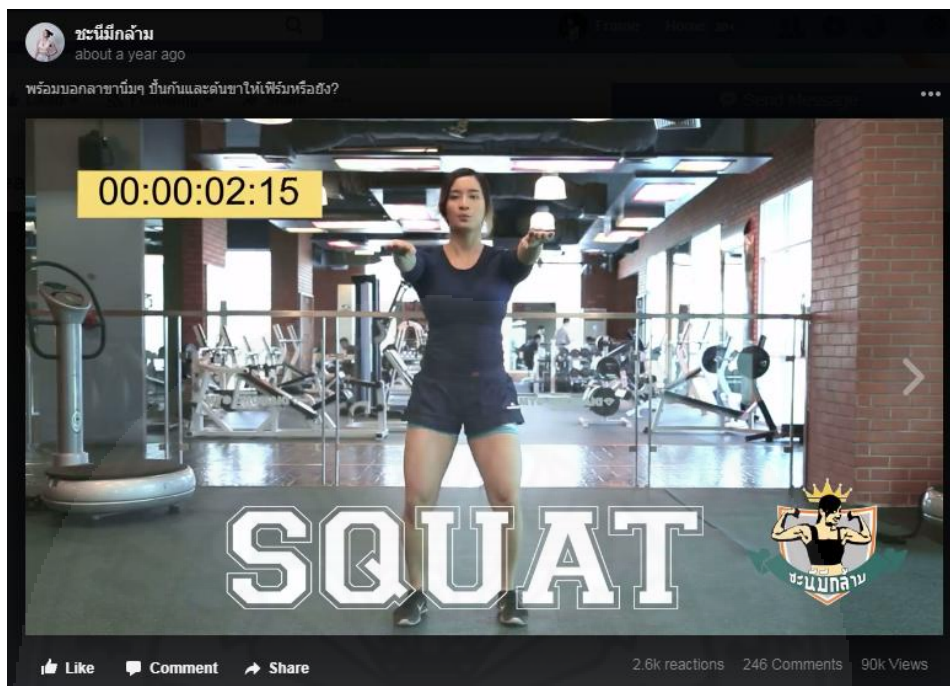 ชะนีมีกล้าม
about a year ago
พร้อมบอกลาขานิ่มๆ ปั้นก้นและต้นขาให้เฟิร์มหรือยัง?
00:00:02:15
SQUAT
ชะนีมีกล้าม
Like Comment Share 2.6k reactions 246 Comments 90k Views